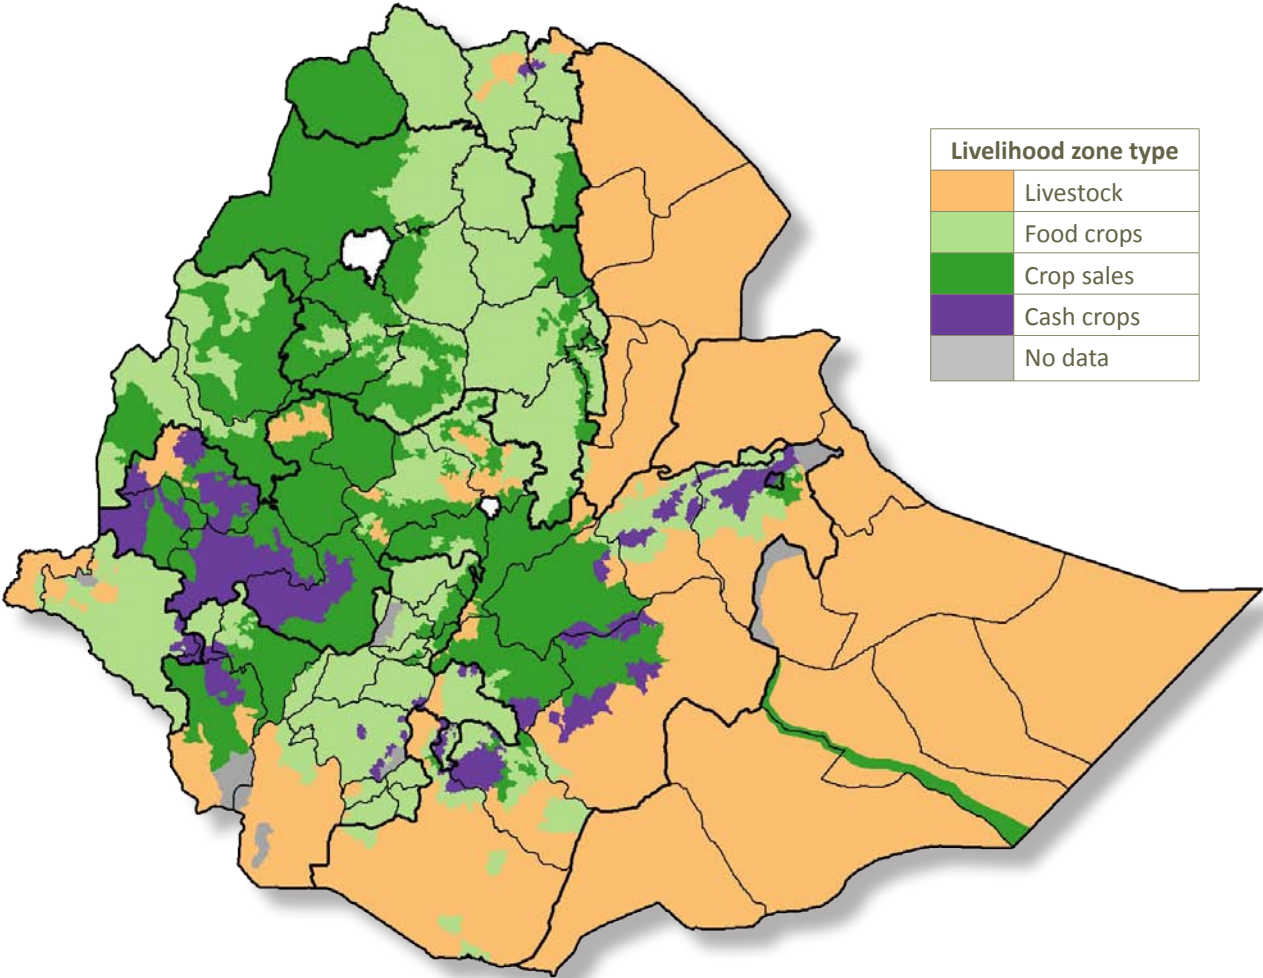 Livelihood zone type
Livestock
Food crops
Crop sales
Cash crops
No data